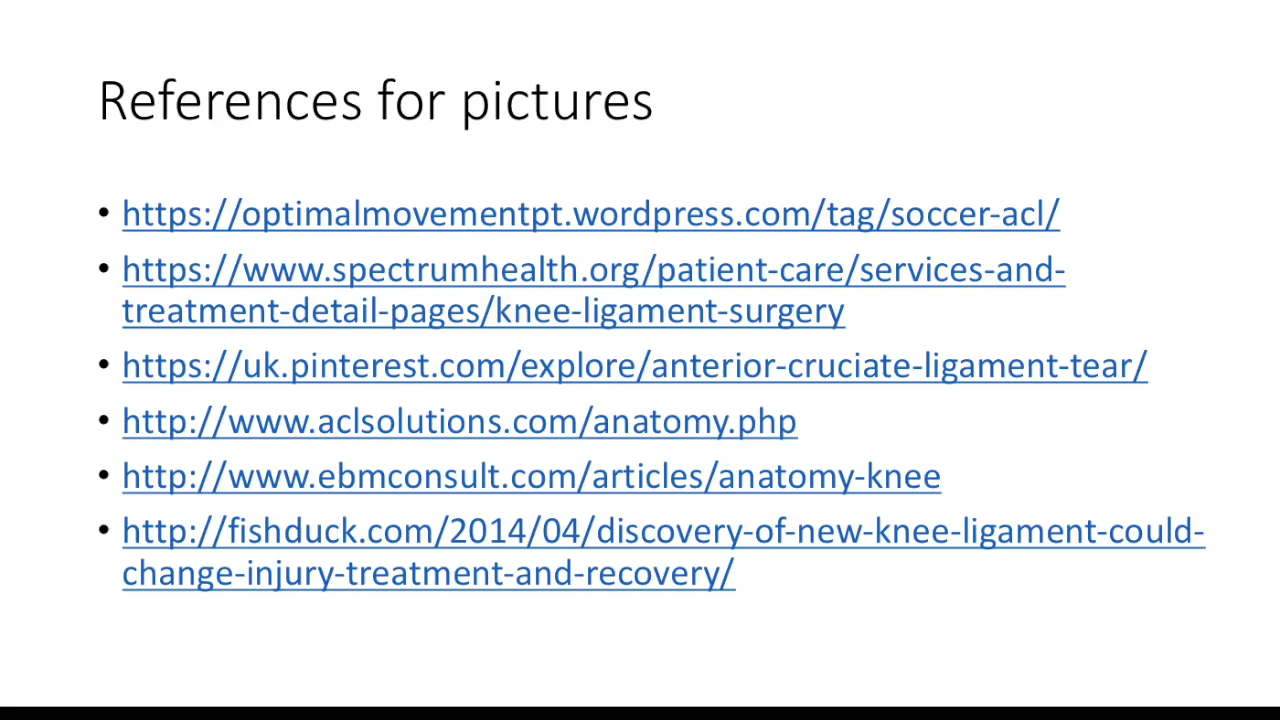 References for pictures
• https://optimalmovementpt.wordpress.com/tag/soccer-acl/
• https://www.spectrumhealth.org/patient-care/services-and-
treatment-detail-pages/knee-ligament-surgery
• https://uk.pinterest.com/explore/anterior-cruciate-ligament-tear/
• http://www.aclsolutions.com/anatomy.php
• http://www.ebmconsult.com/articles/anatomy-knee
• http://fishduck.com/2014/04/discovery-of-new-knee-ligament-could-
change-injury-treatment-and-recovery/